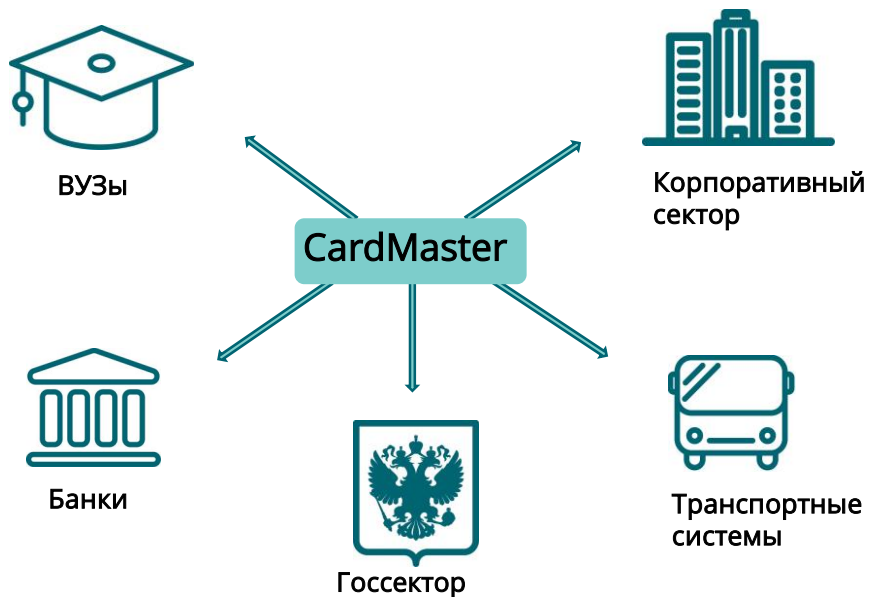 ВУЗы
Корпоративный
сектор
CardMaster
Банки
Транспортные
системы
Госсектор